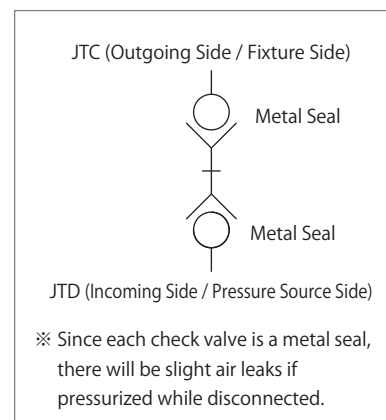 JTC (Outgoing Side / Fixture Side)
Metal Seal
Metal Seal
JTD (Incoming Side / Pressure Source Side)
※ Since each check valve is a metal seal,
there will be slight air leaks if
pressurized while disconnected.